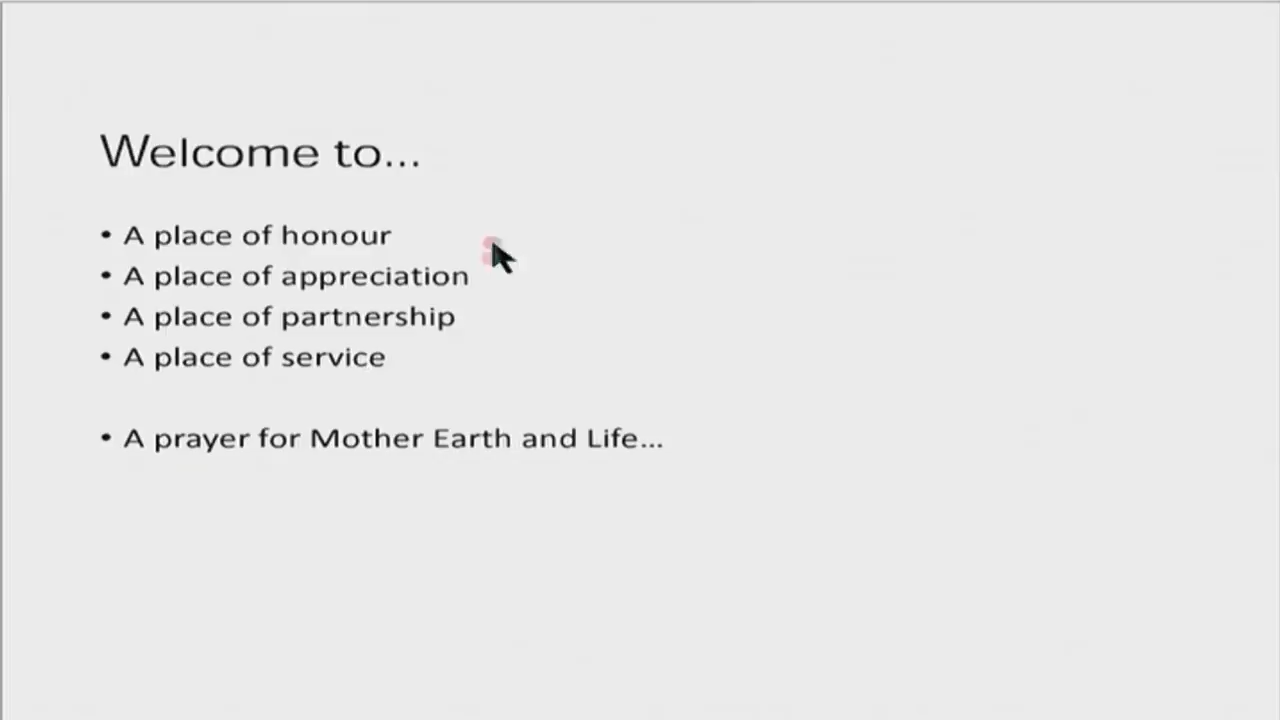 Welcome to...
• A place of honour
• A place of appreciation
• A place of partnership
• A place of service
• A prayer for Mother Earth and Life...